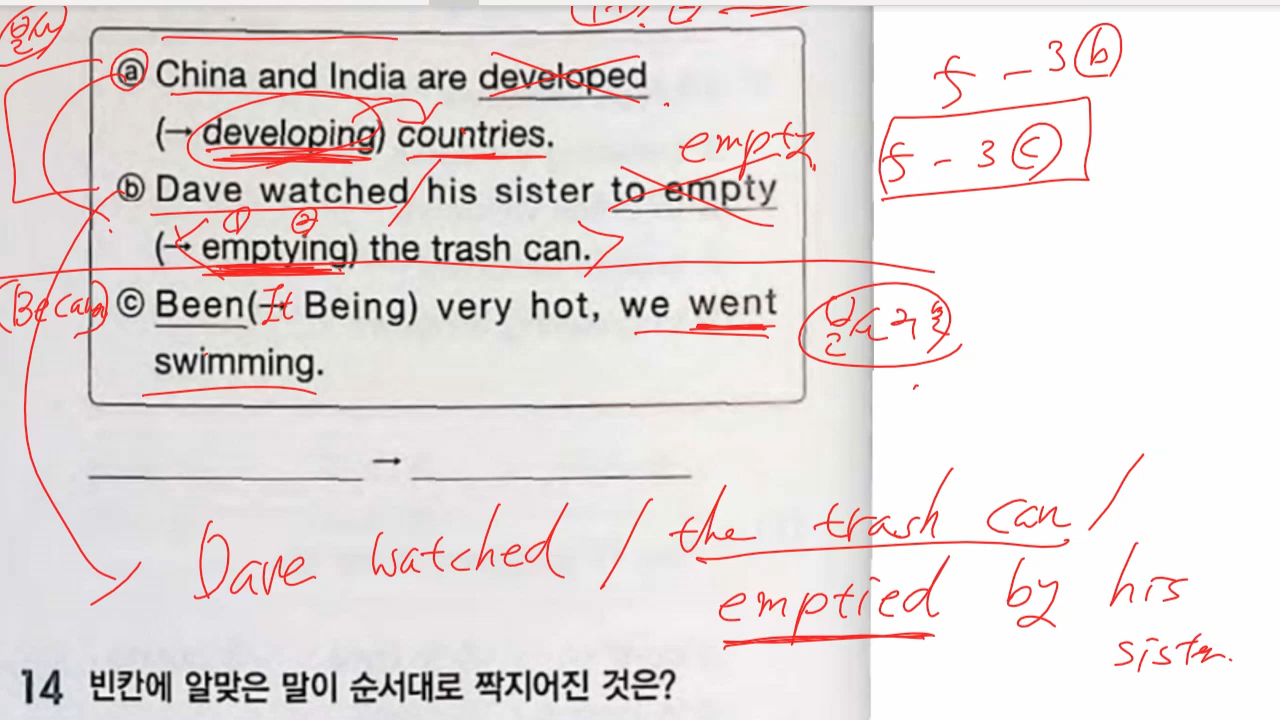 f - 3 b
ⓐ China and India are developed
(→ developing) countries.
f - 3 c
empty
ⓑ Dave watched his sister to empty
① ②
(→ emptying) the trash can.
ⓒ Been(→ Being) very hot, we went
It
swimming.
→
Dave watched / the trash can /
emptied by his
sister.
14 빈칸에 알맞은 말이 순서대로 짝지어진 것은?